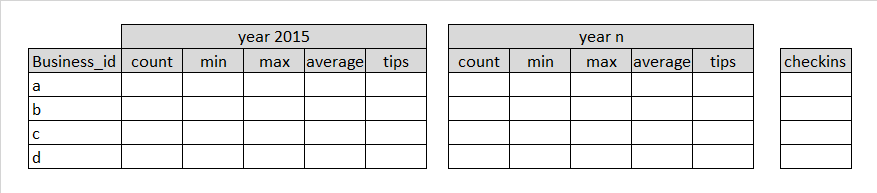 year 2015 year n
Business_id count min max average tips count min max average tips checkins
a
b
c
d